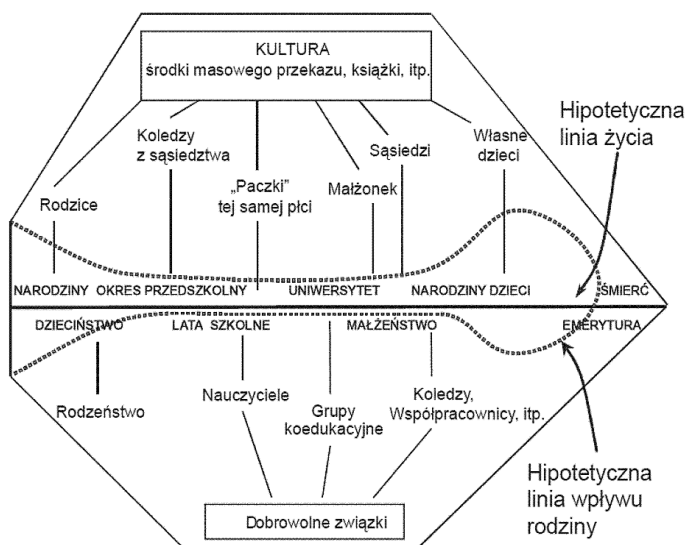 KULTURA
środki masowego przekazu, książki, itp.
Hipotetyczna
linia życia
Koledzy
z sąsiedztwa
Własne
dzieci
Sąsiedzi
„Paczki”
tej samej płci
Małżonek
Rodzice
NARODZINY OKRES PRZEDSZKOLNY UNIWERSYTET NARODZINY DZIECI ŚMIERĆ
DZIECIŃSTWO LATA SZKOLNE MAŁŻEŃSTWO EMERYTURA
Rodzeństwo
Nauczyciele
Grupy
koedukacyjne
Koledzy,
Współpracownicy, itp.
Hipotetyczna
linia wpływu
rodziny
Dobrowolne związki